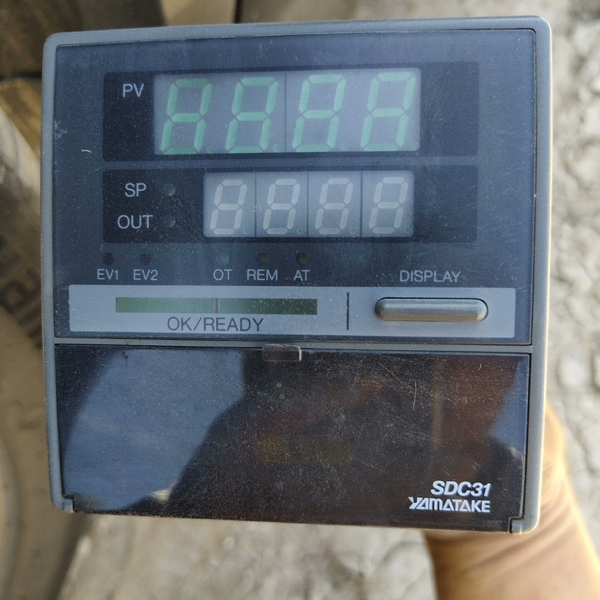 PV
SP
OUT
EV1 EV2 OT REM AT DISPLAY
OK/READY
SDC31
YAMATAKE